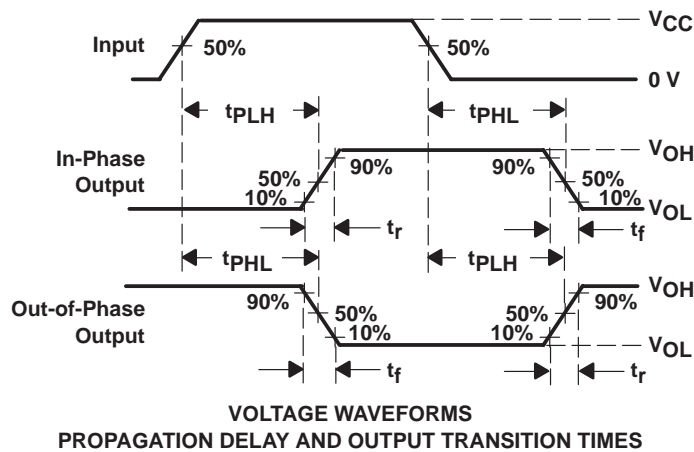 VCC
Input
50%
50%
0 V
tPLH
tPHL
In-Phase
Output
VOH
90%
90%
50%
50%
10%
10%
VOL
tr
tf
tPHL
tPLH
VOH
90%
90%
Out-of-Phase
Output
50%
50%
10%
10%
VOL
tf
tr
VOLTAGE WAVEFORMS
PROPAGATION DELAY AND OUTPUT TRANSITION TIMES